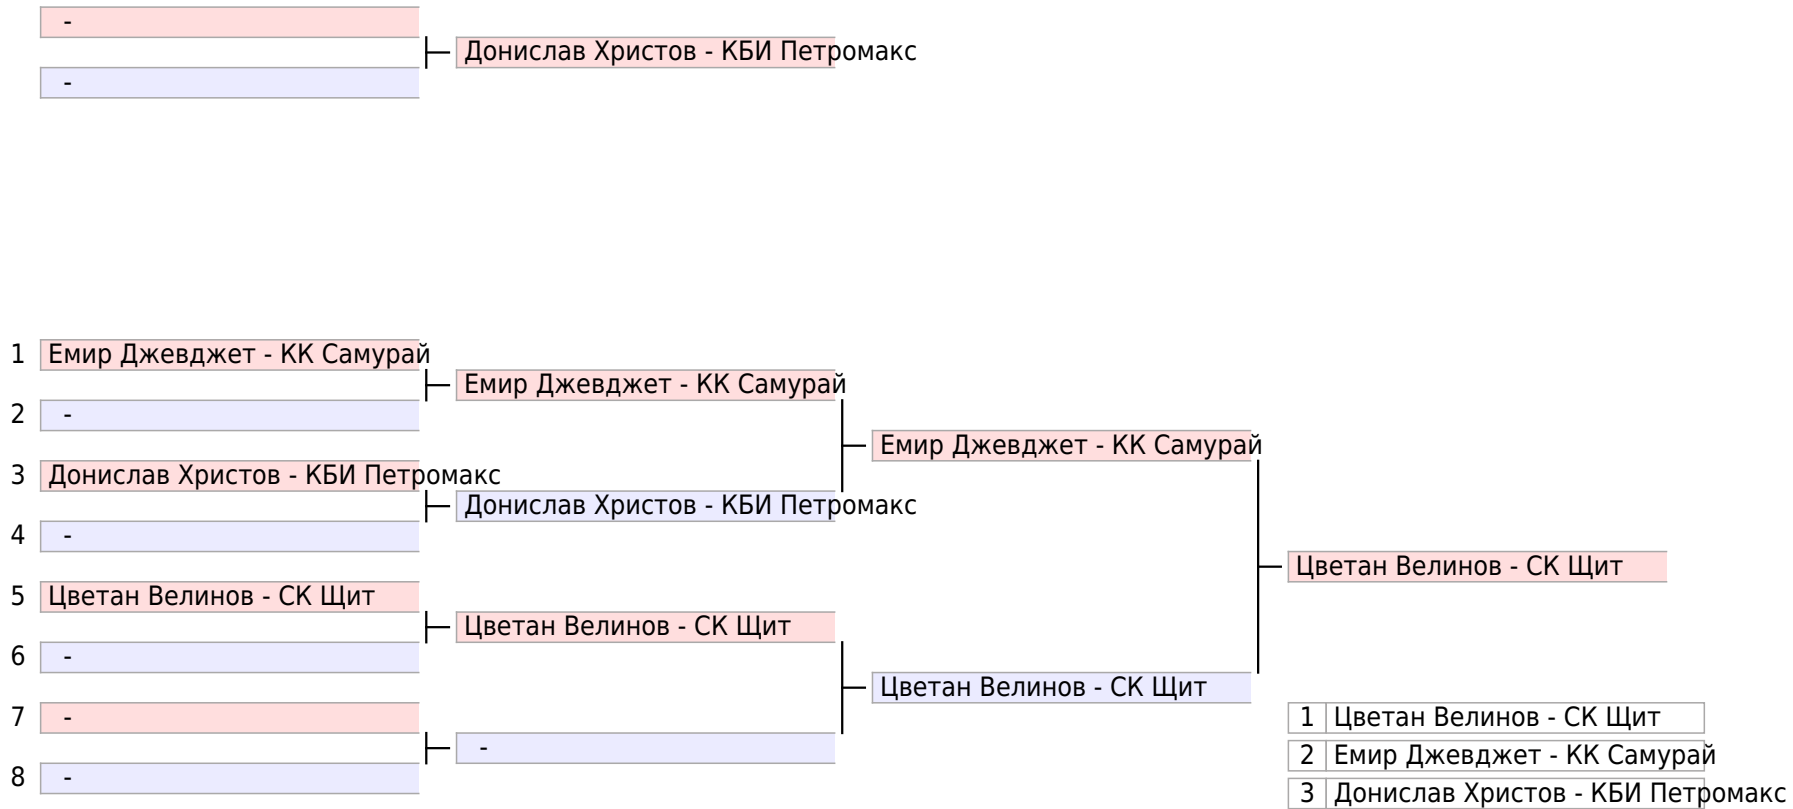 -
Донислав Христов - КБИ Петромакс
-
1 Емир Джевджет - КК Самурай
Емир Джевджет - КК Самурай
2 -
Емир Джевджет - КК Самурай
3 Донислав Христов - КБИ Петромакс
Донислав Христов - КБИ Петромакс
4 -
Цветан Велинов - СК Щит
5 Цветан Велинов - СК Щит
Цветан Велинов - СК Щит
6 -
Цветан Велинов - СК Щит
7 -
-
8 -
1 Цветан Велинов - СК Щит
2 Емир Джевджет - КК Самурай
3 Донислав Христов - КБИ Петромакс